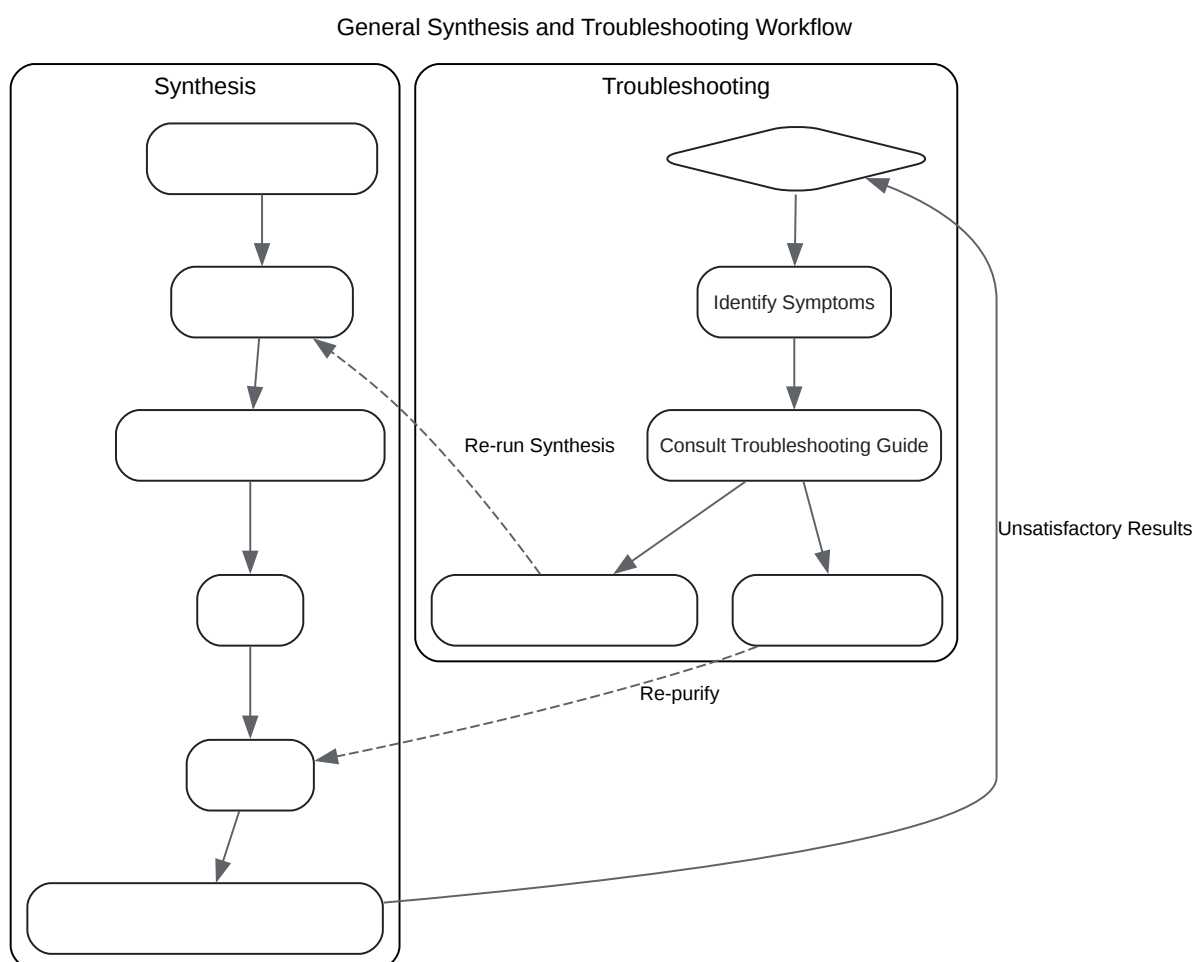 General Synthesis and Troubleshooting Workflow
Synthesis
Troubleshooting
Identify Symptoms
Re-run Synthesis
Consult Troubleshooting Guide
Unsatisfactory Results
Re-purify